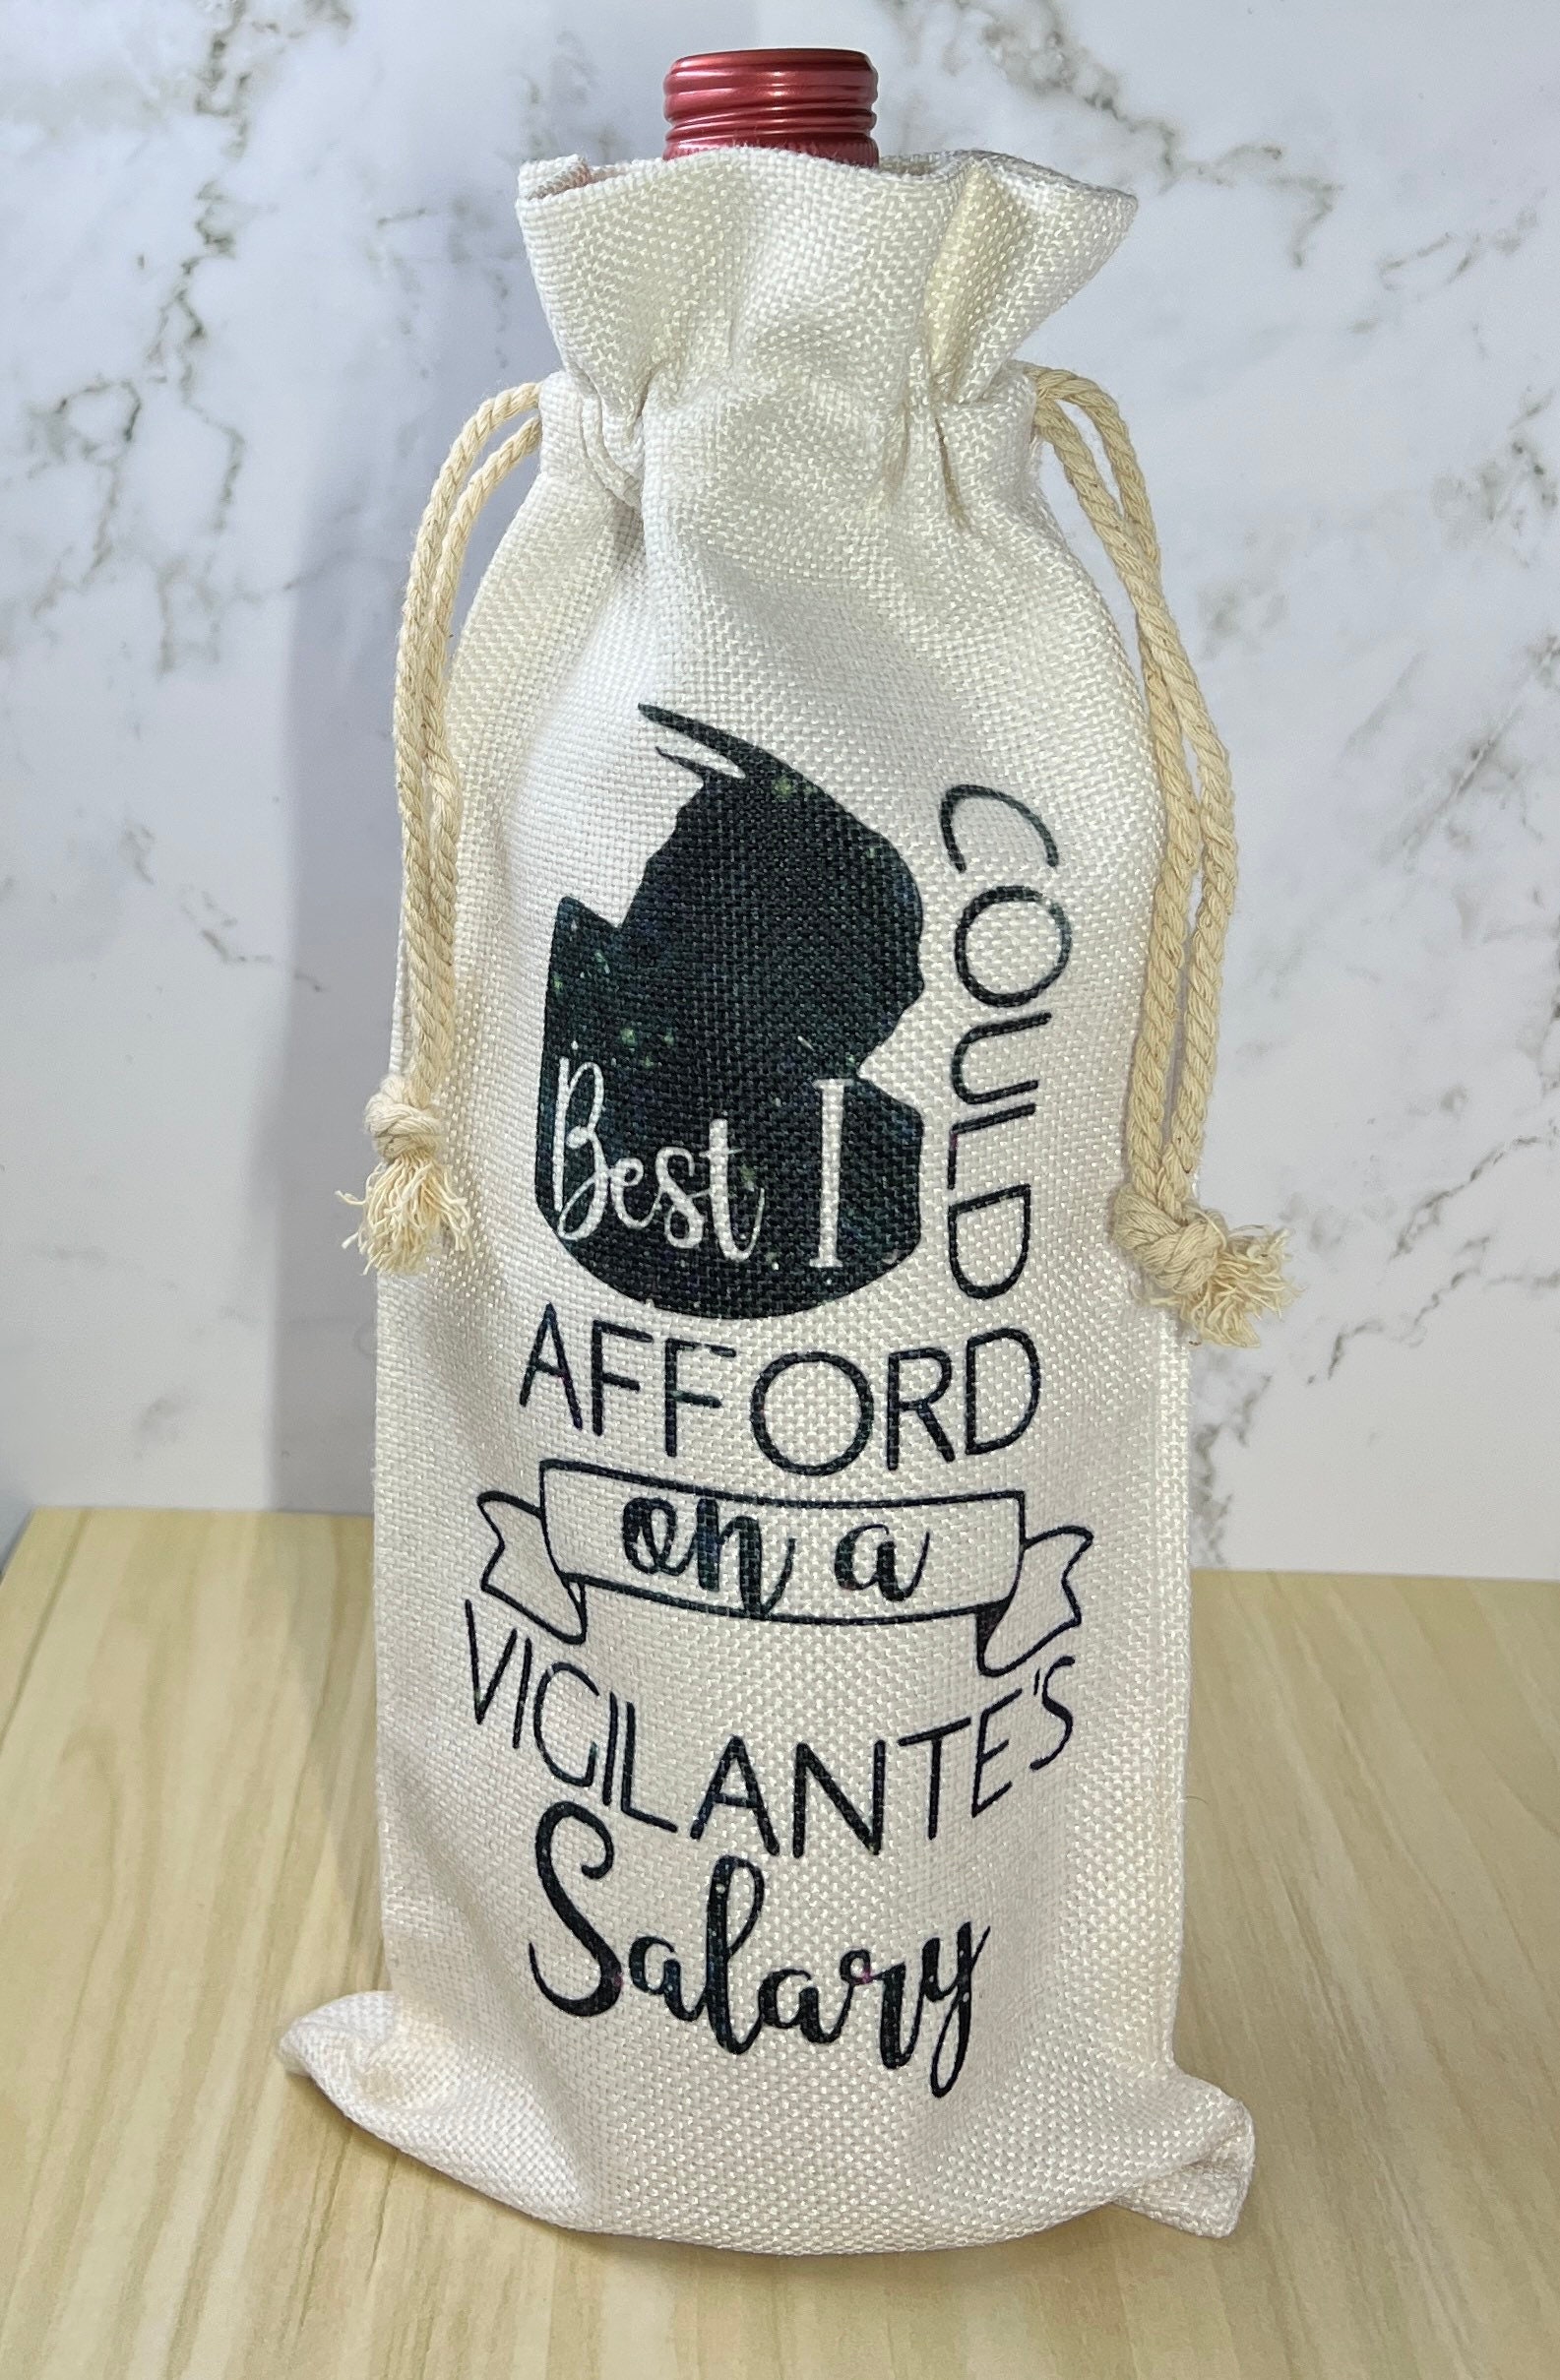 Best I
COULD
AFFORD
on a
VIGILANTE'S
Salary